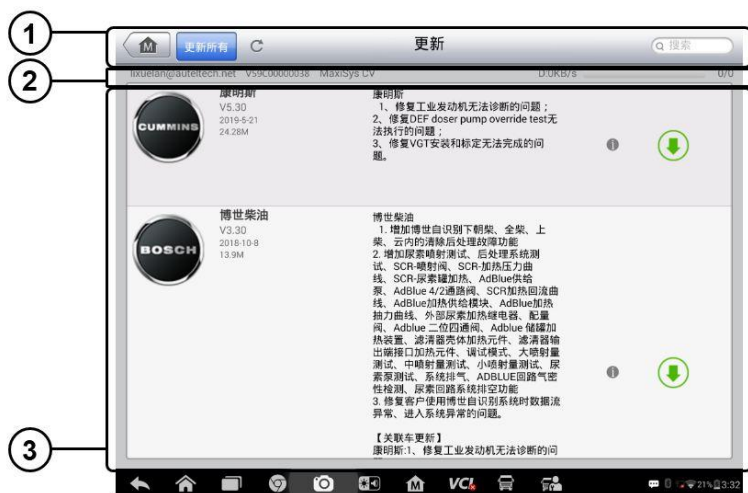 1
更新所有
更新
搜索
2
lixuelan@auteltech.net V59C00000038 MaxiSys CV D:0KB/s 0/0
3
CUMMINS
康明斯
V5.30
2019-5-21
24.28M
康明斯
1、修复工业发动机无法诊断的问题;
2、修复DEF doser pump override test无
法执行的问题;
3、修复VGT安装和标定无法完成的问
题。
BOSCH
博世柴油
V3.30
2018-10-8
13.9M
博世柴油
1. 增加博世自识别下朝柴、全柴、上
柴、云内的清除后处理故障功能
2. 增加尿素喷射测试、后处理系统测
试、SCR-喷射阀、SCR-加热压力曲
线、SCR-尿素罐加热、AdBlue供给
泵、AdBlue 4/2通路阀、SCR加热回流曲
线、AdBlue加热供给模块、AdBlue加热
抽力曲线、外部尿素加热继电器、配量
阀、Adblue 二位四通阀、Adblue 储罐加
热装置、滤清器壳体加热元件、滤清器输
出端接口加热元件、调试模式、大喷射量
测试、中喷射量测试、小喷射量测试、尿
素泵测试、系统排气、ADBLUE回路气密
性检测、尿素回路系统排空功能
3. 修复客户使用博世自识别系统时数据流
异常、进入系统异常的问题。
【关联车更新】
康明斯:1、修复工业发动机无法诊断的问
M
VCI
21% 3:32